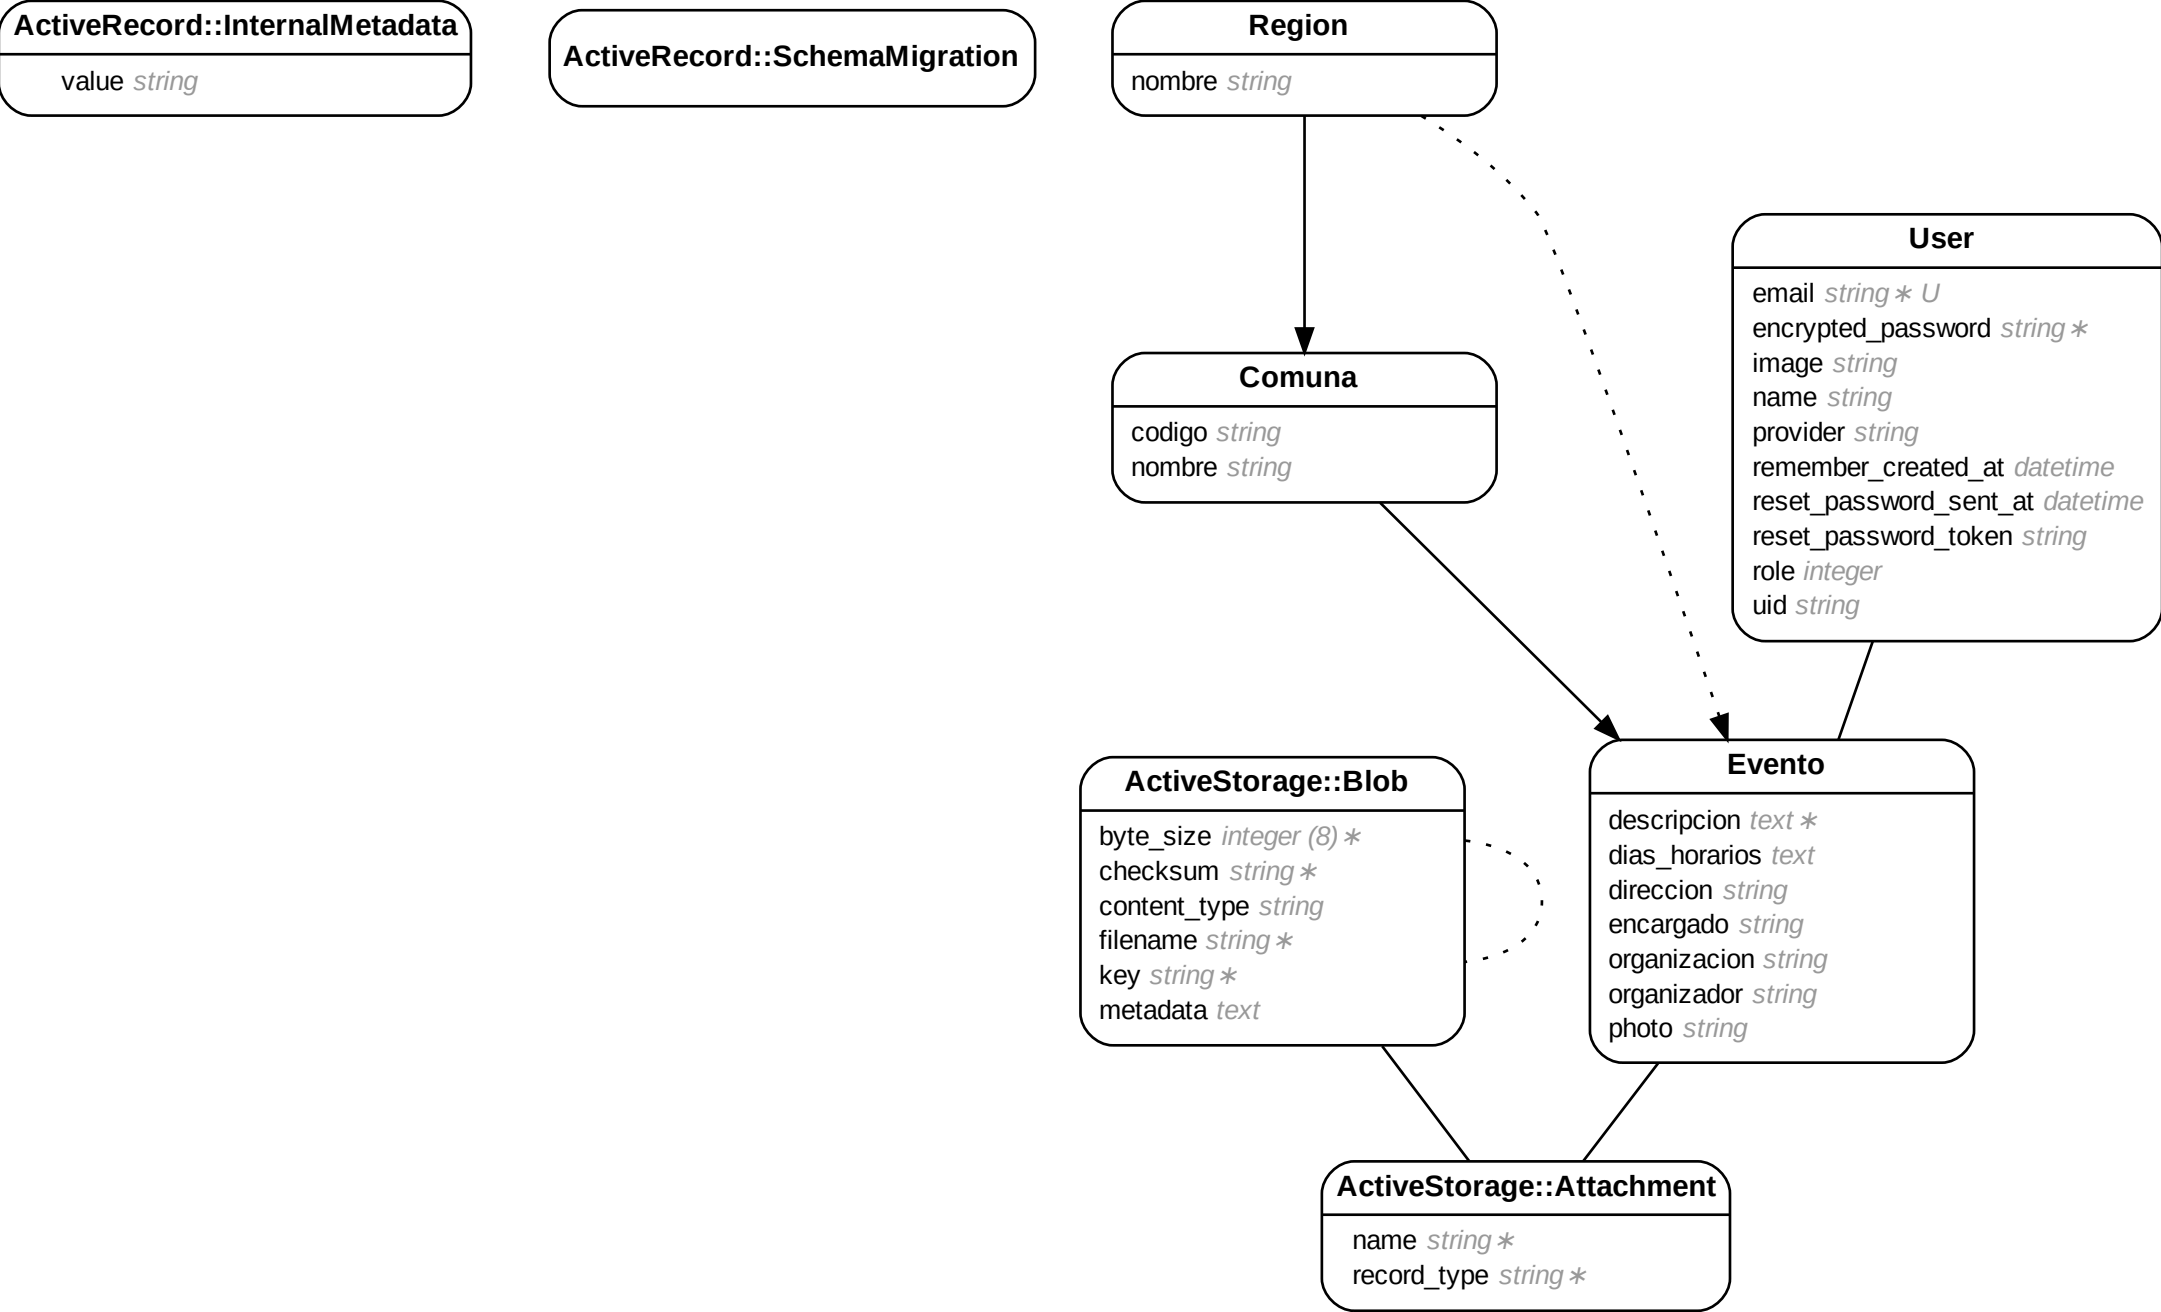 ActiveRecord::InternalMetadata
value string
ActiveRecord::SchemaMigration
Region
nombre string
Comuna
codigo string
nombre string
User
email string∗ U
encrypted_password string∗
image string
name string
provider string
remember_created_at datetime
reset_password_sent_at datetime
reset_password_token string
role integer
uid string
ActiveStorage::Blob
byte_size integer (8)∗
checksum string∗
content_type string
filename string∗
key string∗
metadata text
Evento
descripcion text∗
dias_horarios text
direccion string
encargado string
organizacion string
organizador string
photo string
ActiveStorage::Attachment
name string∗
record_type string∗